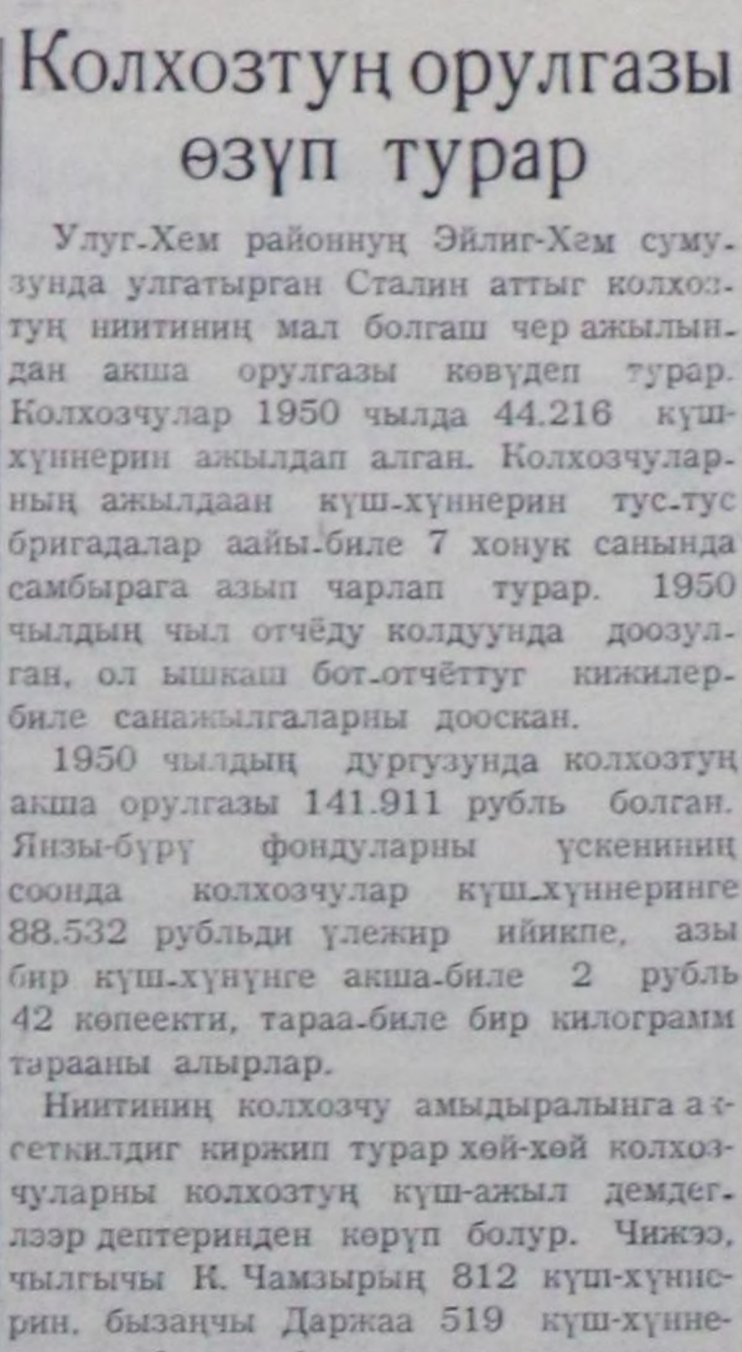 Колхозтуң орулгазы
өзүп турар
Улуг-Хем районнуң Эйлиг-Хем суму-
зунда улгатырган Сталин аттыг колхоз-
туң ниитиниң мал болгаш чер ажылын-
дан акша орулгазы көвүдеп турар.
Колхозчулар 1950 чылда 44.216 күш-
хүннерин ажылдап алган. Колхозчулар-
ның ажылдаан күш-хүннерин тус-тус
бригадалар аайы-биле 7 хонук санында
самбырага азып чарлап турар. 1950
чылдың чыл отчёду колдуунда доозул-
ган, ол ышкаш бот-отчёттуг кижилер-
биле санажылгаларны дооскан.
1950 чылдың дургузунда колхозтуң
акша орулгазы 141.911 рубль болган.
Янзы-бүрү фондуларны үскениниң
соонда колхозчулар күш-хүннеринге
88.532 рубльди үлежир ийикпе, азы
бир күш-хүнүнге акша-биле 2 рубль
42 көпеекти, тараа-биле бир килограмм
тарааны алырлар.
Ниитиниң колхозчу амыдыралынга ак-
сеткилдиг киржип турар хөй-хөй колхоз-
чуларны колхозтуң күш-ажыл демдег-
лээр дептеринден көрүп болур. Чижээ,
чылгычы К. Чамзырың 812 күш-хүнне-
рин, бызаңчы Даржаа 519 күш-хүнне-